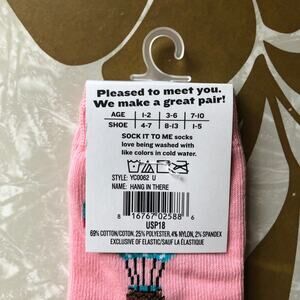 Pleased to meet you.
We make a great pair!
AGE 1-2 3-6 7-10
SHOE 4-7 8-13 1-5
SOCK IT TO ME socks
love being washed with
like colors in cold water.
STYLE: YC0062 U
NAME: HANG IN THERE
8 16767 02588 6
USP18
69% COTTON/COTON, 25% POLYESTER, 4% NYLON, 2% SPANDEX
EXCLUSIVE OF ELASTIC/SAUF LA ÉLASTIQUE